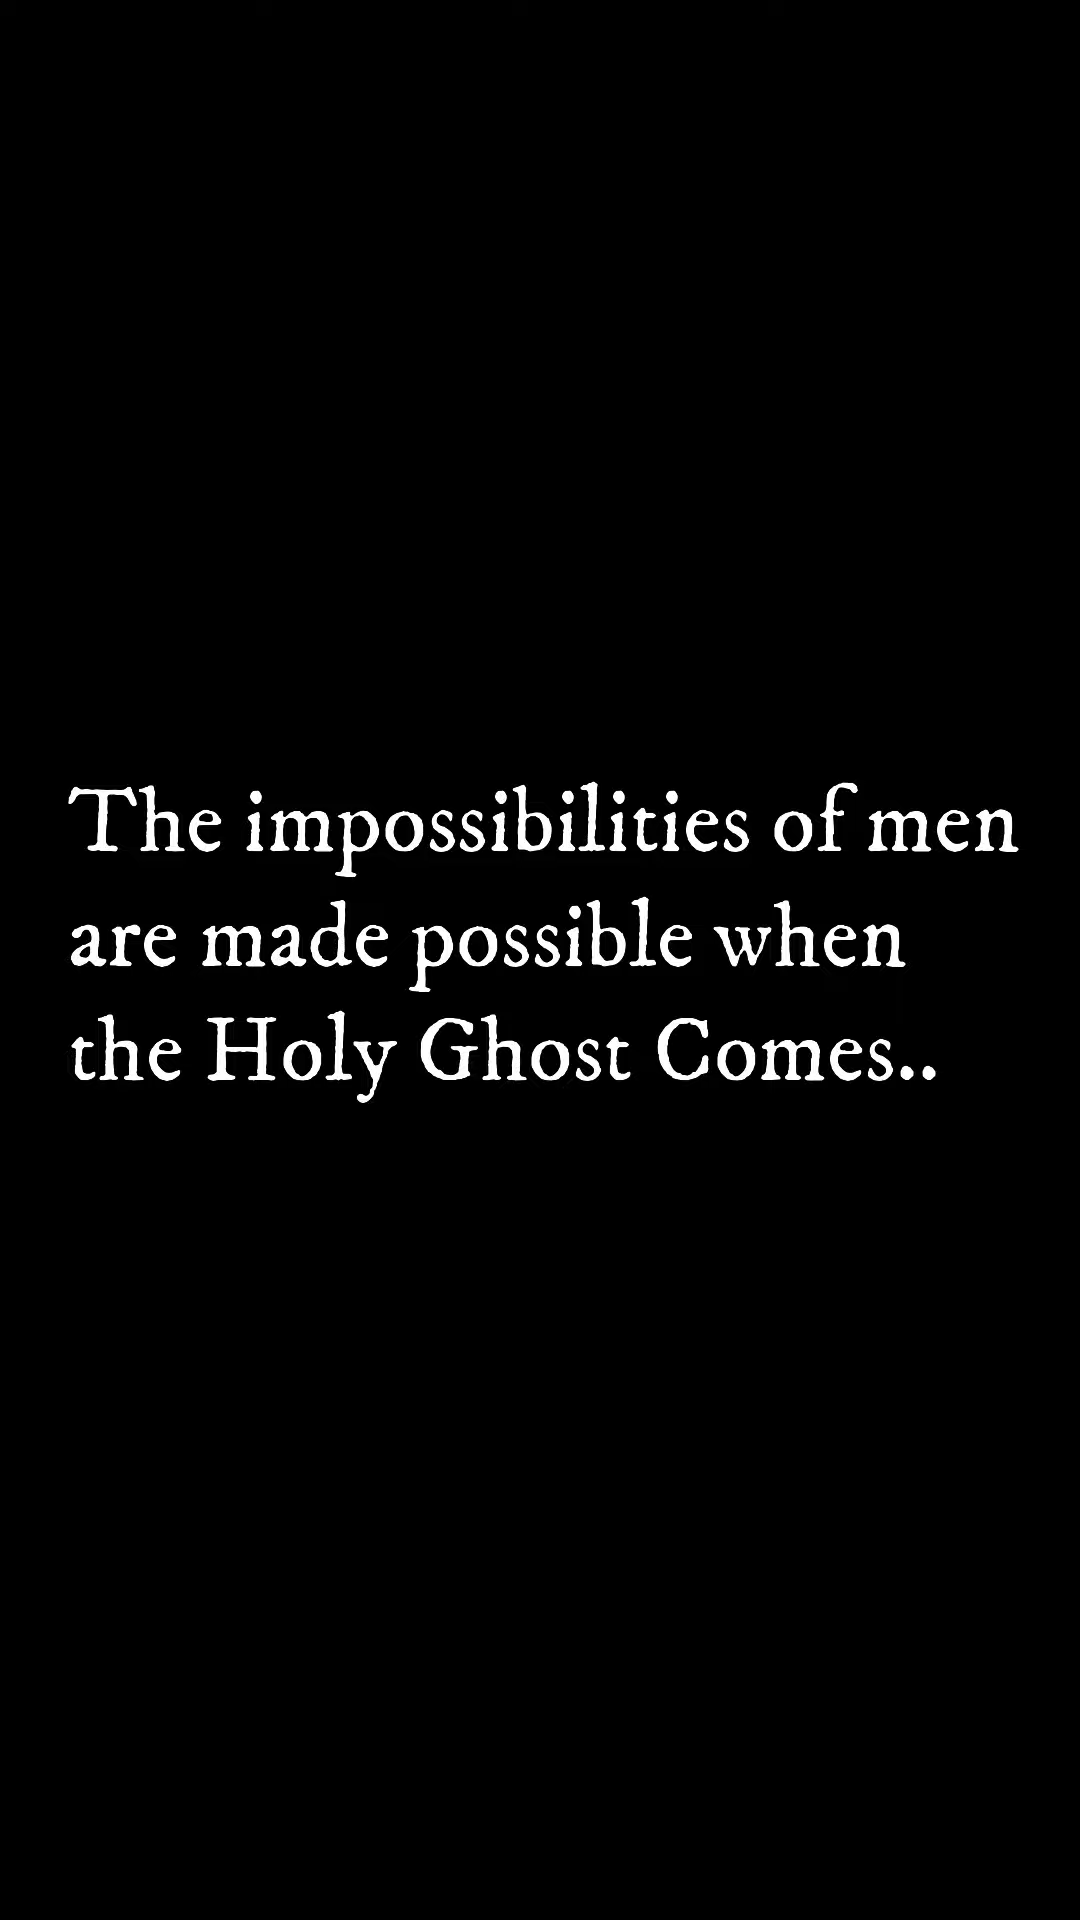 The impossibilities of men
are made possible when
the Holy Ghost Comes..